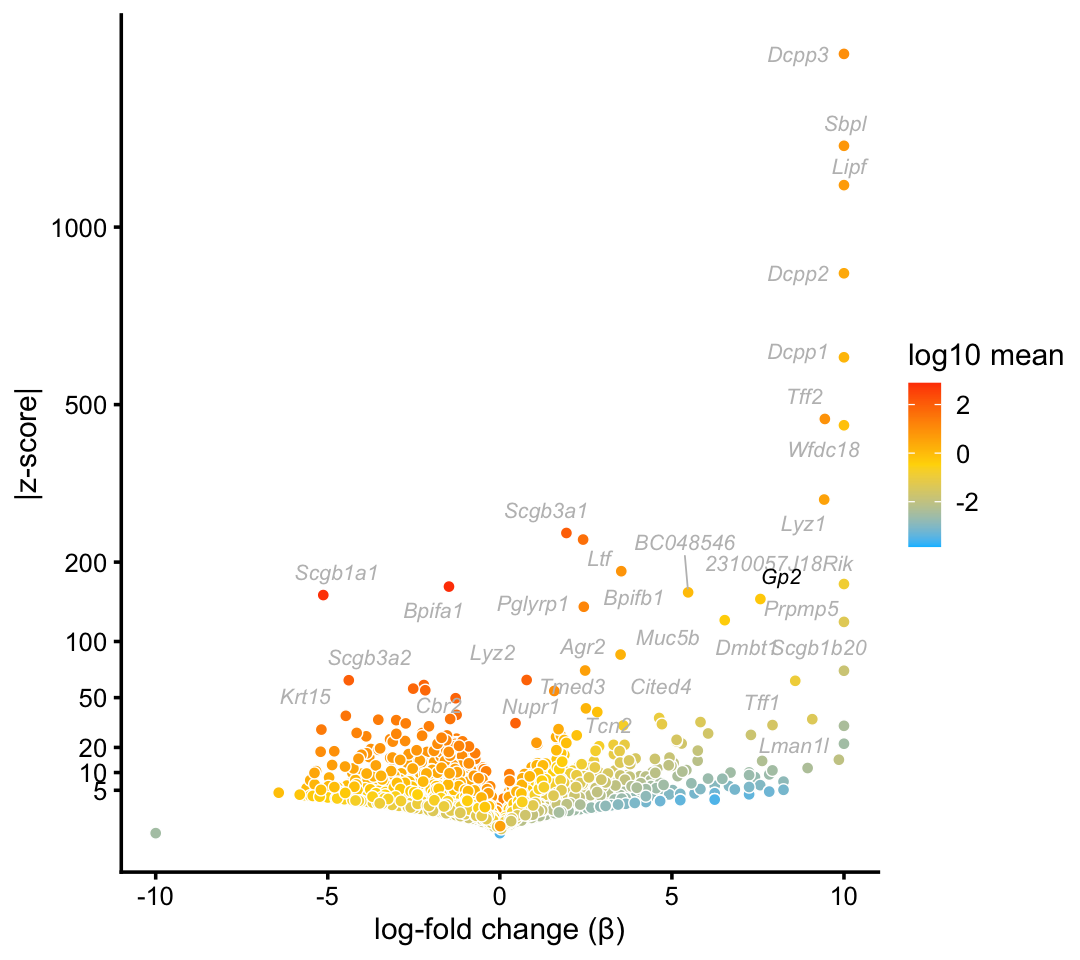 Dcpp3
Sbpl
Lipf
1000
Dcpp2
Dcpp1
log10 mean
Tff2
500
2
Wfdc18
0
|z-score|
-2
Scgb3a1
Lyz1
BC048546
Ltf
200
2310057J18Rik
Scgb1a1
Gp2
Bpifa1
Pglyrp1
Bpifb1
Prpmp5
100
Muc5b
Agr2
Dmbt1
Scgb1b20
Scgb3a2
Lyz2
Tmed3
Cited4
50
Krt15
Cbr2
Nupr1
Tff1
Tcn2
20
Lman1l
10
5
-10
-5
0
5
10
log-fold change (β)